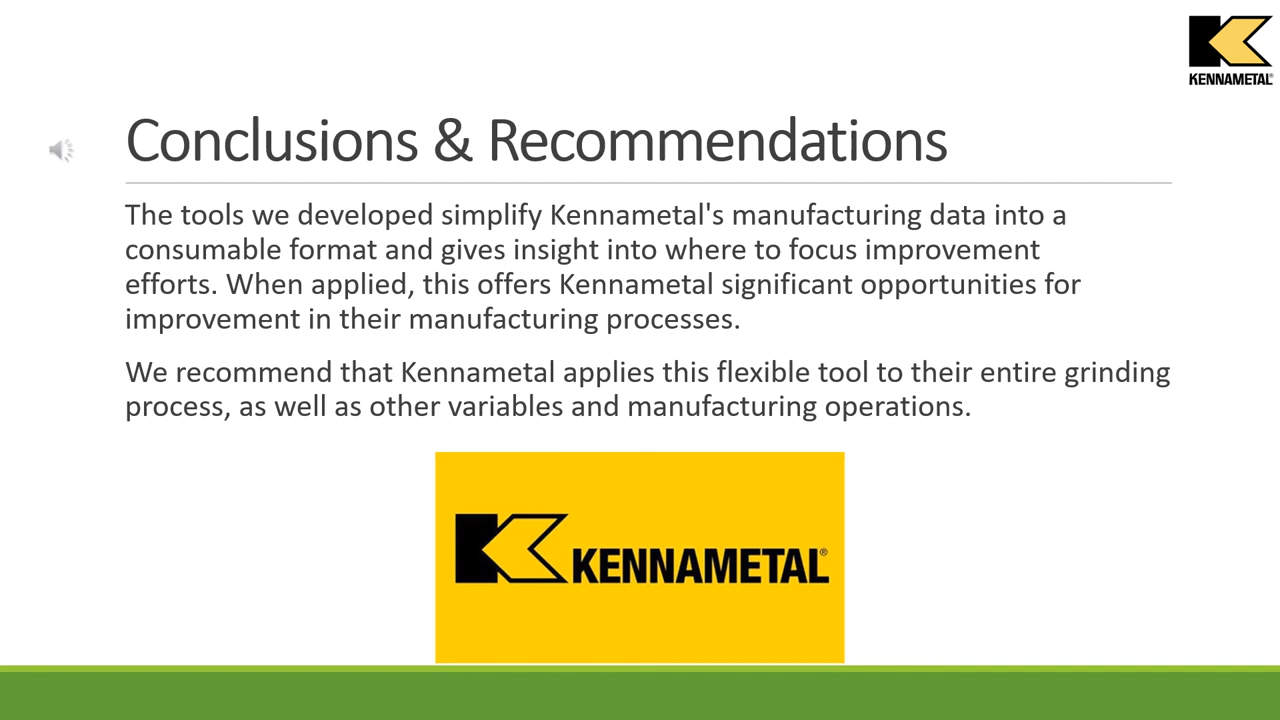 KENNAMETAL®
Conclusions & Recommendations
The tools we developed simplify Kennametal's manufacturing data into a
consumable format and gives insight into where to focus improvement
efforts. When applied, this offers Kennametal significant opportunities for
improvement in their manufacturing processes.
We recommend that Kennametal applies this flexible tool to their entire grinding
process, as well as other variables and manufacturing operations.
KENNAMETAL®